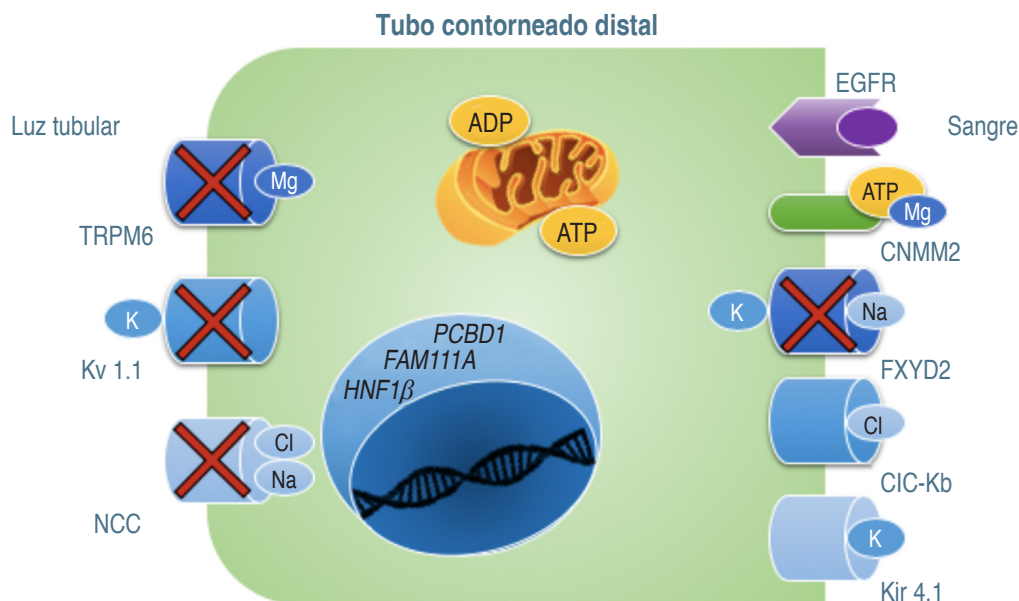 Tubo contorneado distal
Luz tubular
Mg
TRPM6
K
Kv 1.1
Cl
Na
NCC
ADP
ATP
PCBD1
FAM111A
HNF1β
EGFR
Sangre
ATP
Mg
CNMM2
K
Na
FXYD2
Cl
CIC-Kb
K
Kir 4.1